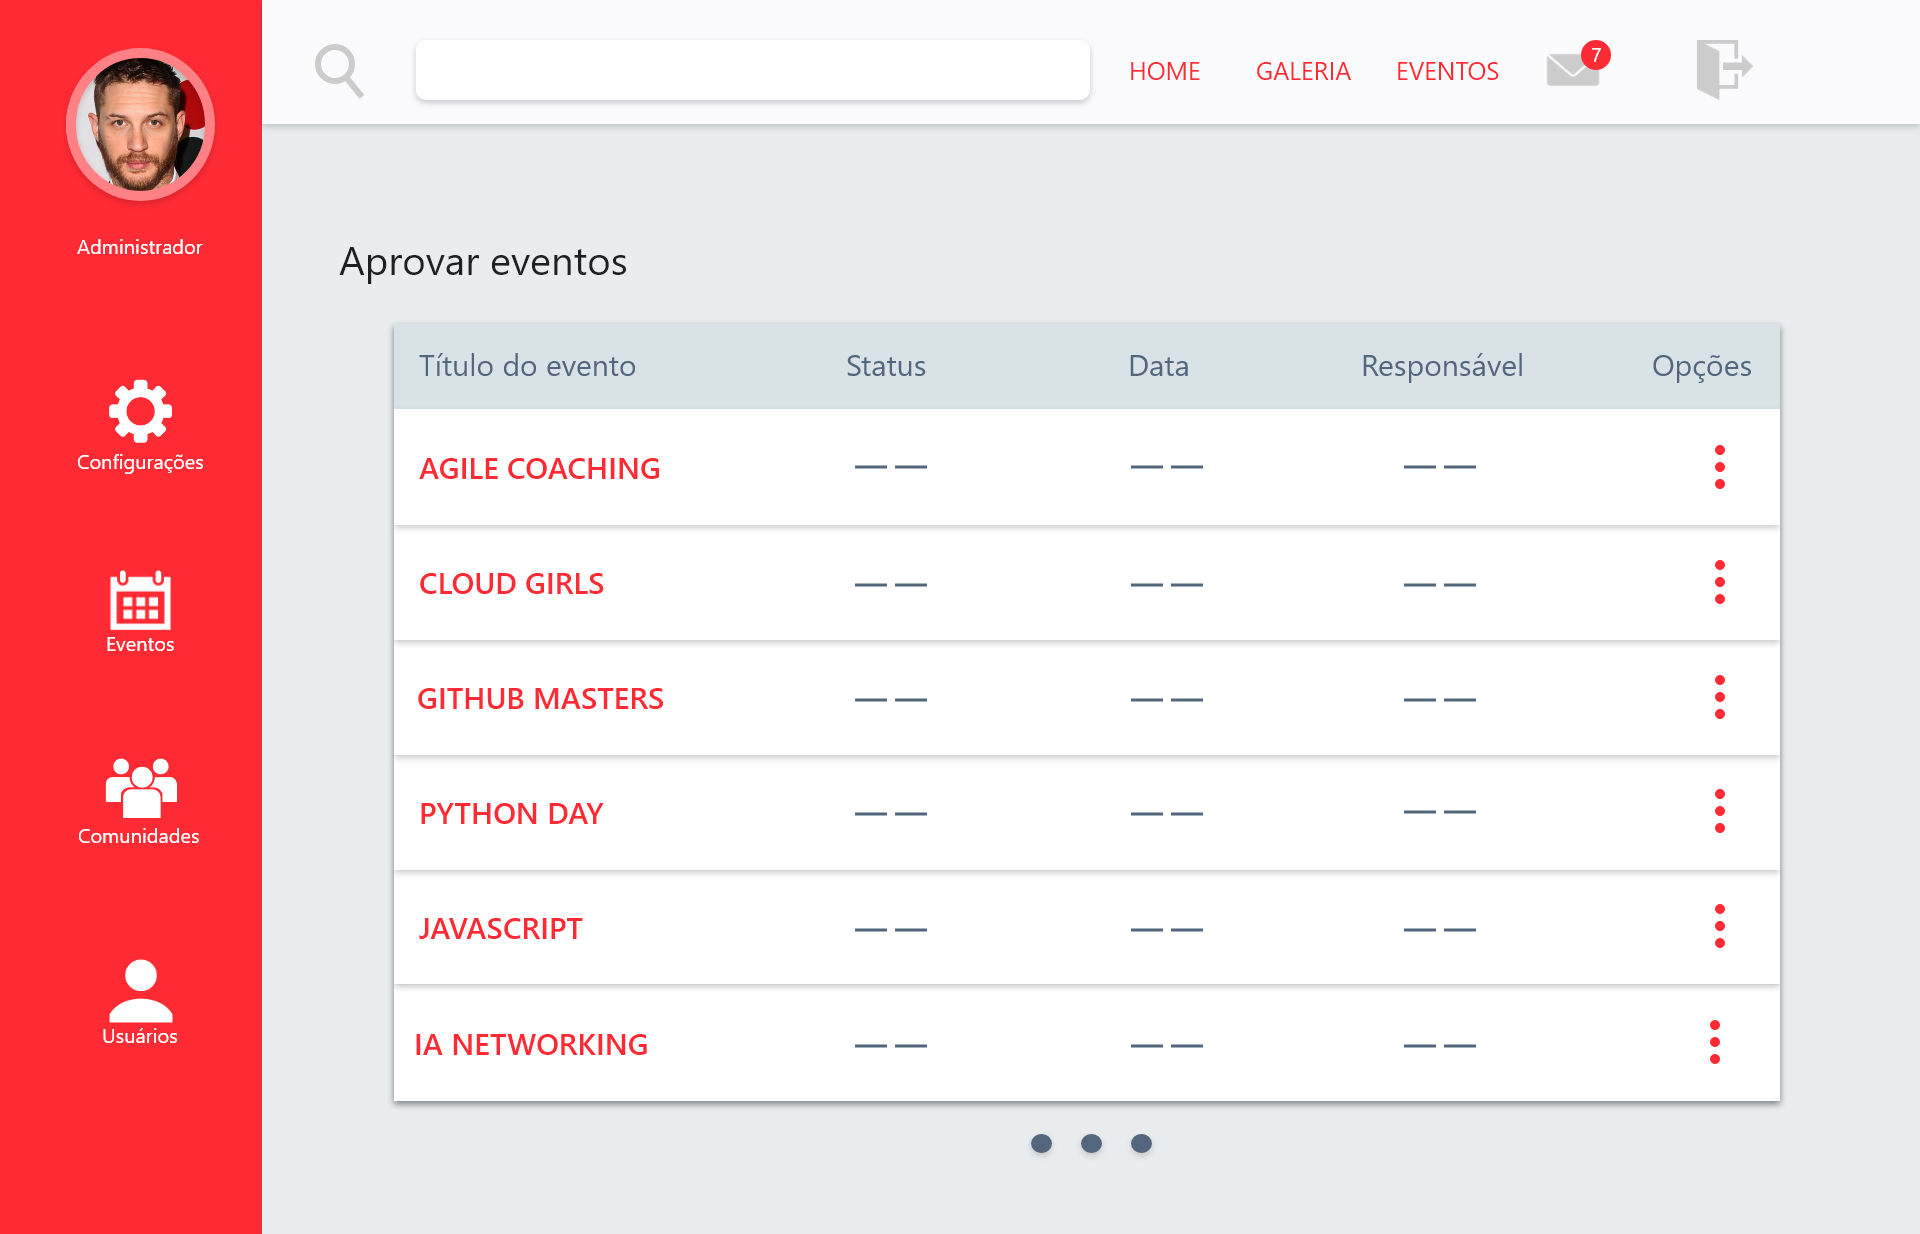 HOME GALERIA EVENTOS 7
Administrador
Configurações
Eventos
Comunidades
Usuários
Aprovar eventos
Título do evento Status Data Responsável Opções
AGILE COACHING — — — — — —
CLOUD GIRLS — — — — — —
GITHUB MASTERS — — — — — —
PYTHON DAY — — — — — —
JAVASCRIPT — — — — — —
IA NETWORKING — — — — — —